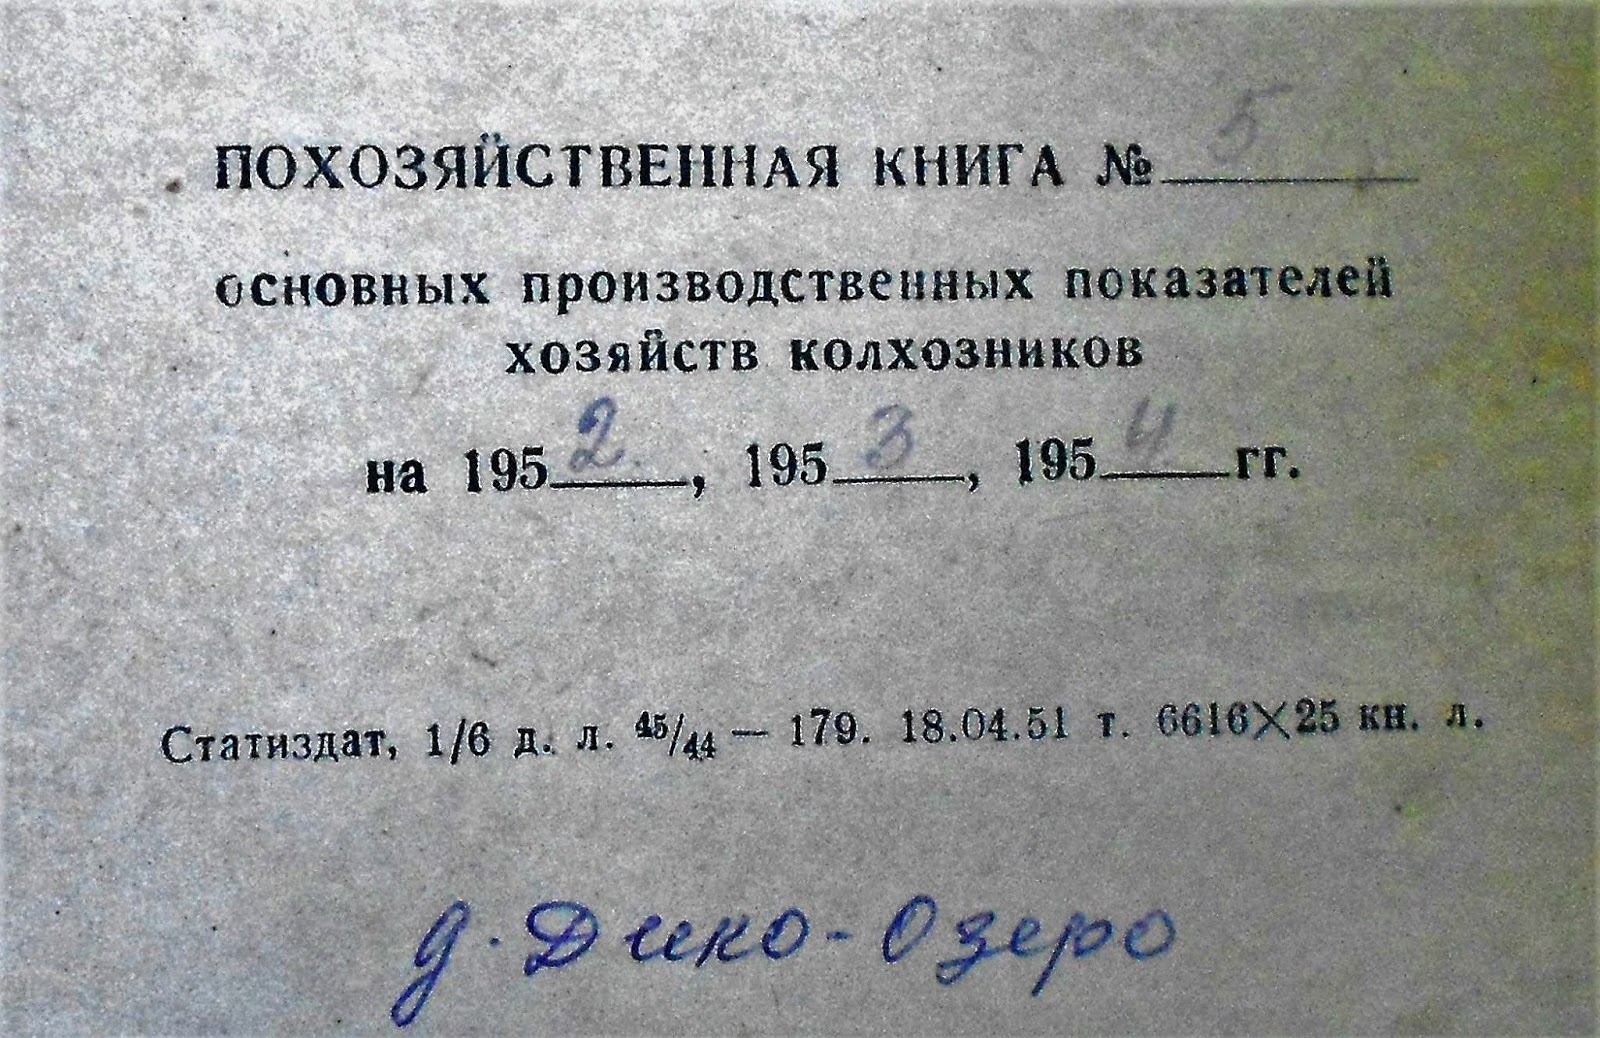 ПОХОЗЯЙСТВЕННАЯ КНИГА № 5
основных производственных показателей
хозяйств колхозников
на 1952, 1953, 1954 гг.
Статиздат, 1/6 д. л. 45/44 — 179. 18.04.51 т. 6616×25 кн. л.
д. Дико-Озеро